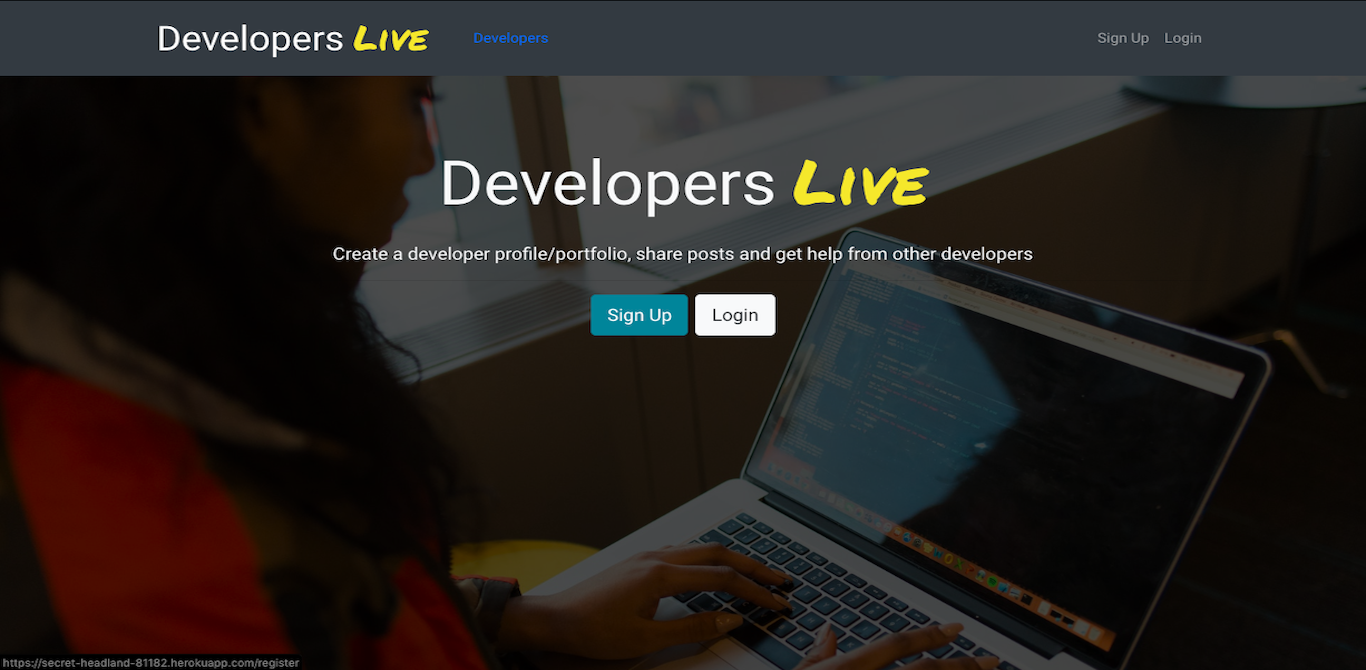 Developers Live Developers Sign Up Login
Developers Live
Create a developer profile/portfolio, share posts and get help from other developers
Sign Up Login
https://secret-headland-81182.herokuapp.com/register